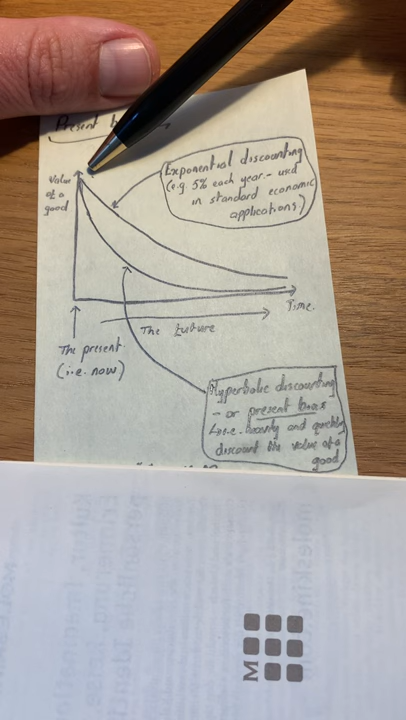 Present
Value
of a
good
Exponential discounting
(e.g. 5% each year - used
in standard economic
applications)
Time.
The future
The present
(i.e. now)
Hyperbolic discounting
- or present bias
i.e. heavily and quickly
discount the value of a
good
M